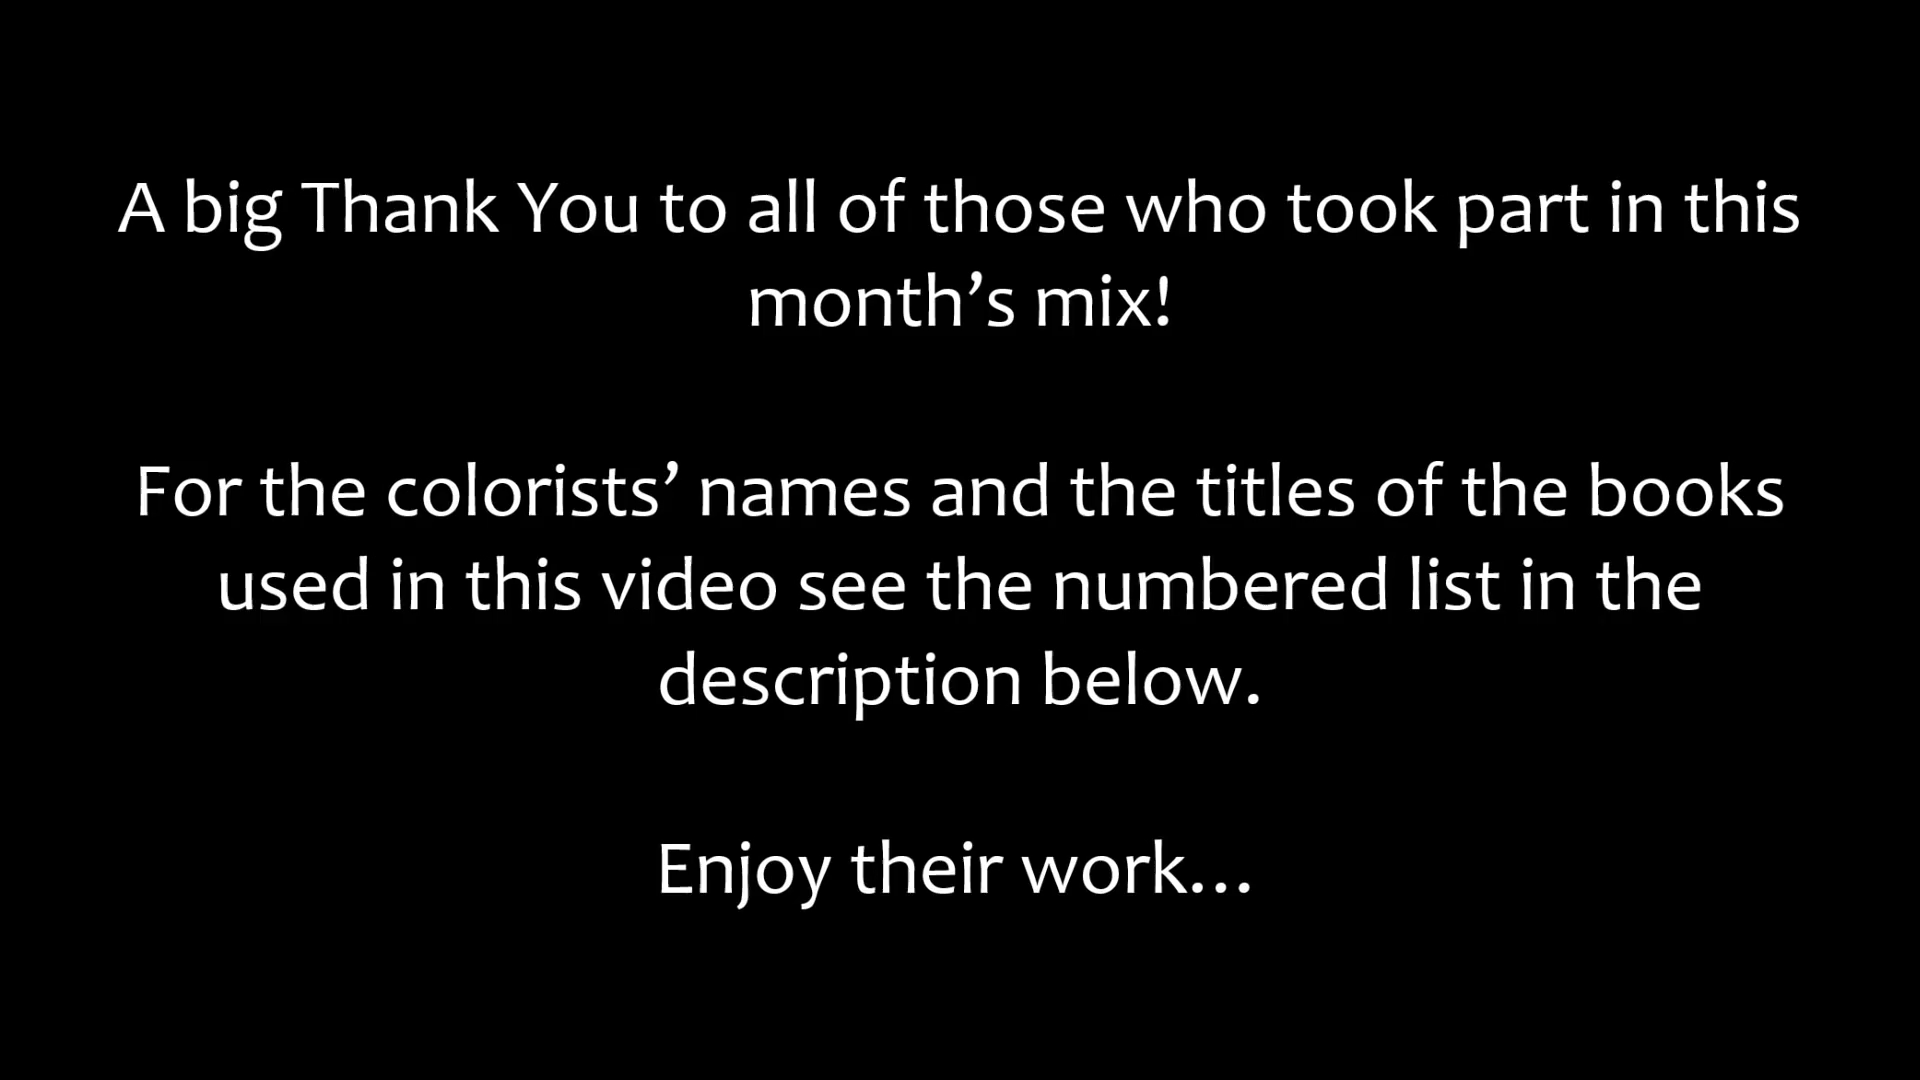 A big Thank You to all of those who took part in this
month’s mix!
For the colorists’ names and the titles of the books
used in this video see the numbered list in the
description below.
Enjoy their work…